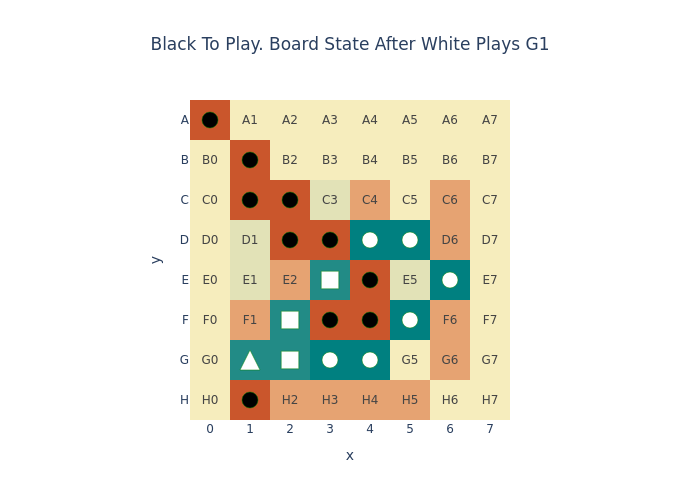 Black To Play. Board State After White Plays G1
A A1 A2 A3 A4 A5 A6 A7
B B0 B2 B3 B4 B5 B6 B7
C C0 C3 C4 C5 C6 C7
D D0 D1 D6 D7
E E0 E1 E2 E5 E7
F F0 F1 F6 F7
G G0 G5 G6 G7
H H0 H2 H3 H4 H5 H6 H7
0 1 2 3 4 5 6 7
x
y